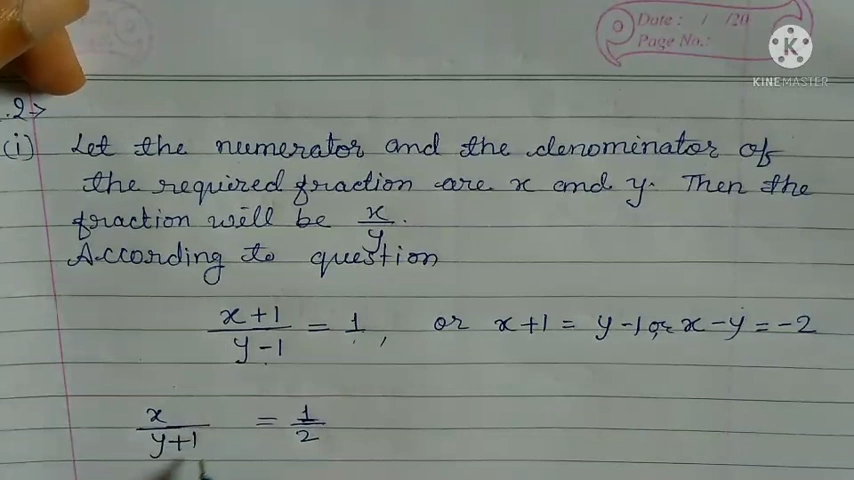 Date :   /   /20
Page No.:
K
KINEMASTER
.2→
(i) Let the numerator and the denominator of
the required fraction are x and y. Then the
fraction will be x/y.
According to question
(x+1)/(y-1) = 1, or x+1 = y-1 or x-y = -2
x/(y+1) = 1/2